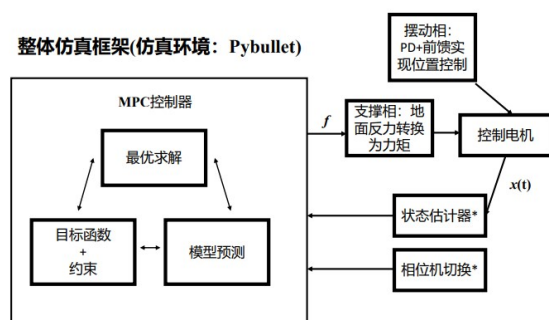 整体仿真框架(仿真环境：Pybullet)
摆动相：
PD+前馈实
现位置控制
MPC控制器
最优求解
目标函数
+
约束
模型预测
f
支撑相：地
面反力转换
为力矩
控制电机
x(t)
状态估计器*
相位机切换*